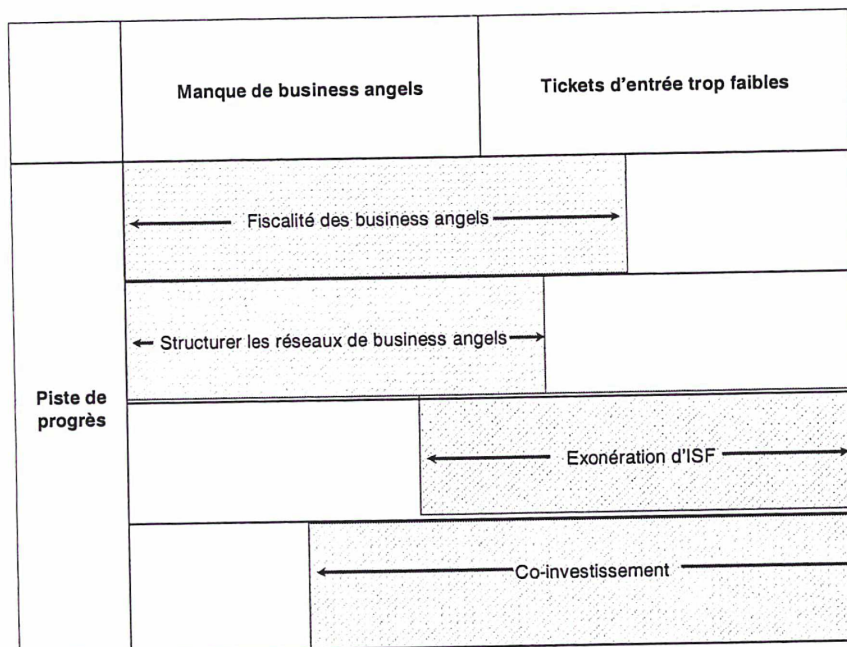 Manque de business angels
Tickets d'entrée trop faibles
Fiscalité des business angels
Structurer les réseaux de business angels
Piste de
progrès
Exonération d'ISF
Co-investissement